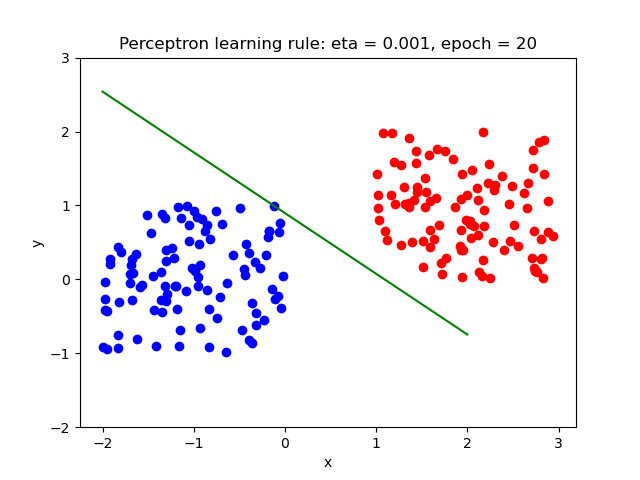 Perceptron learning rule: eta = 0.001, epoch = 20
3
2
1
0
−1
−2
y
−2 −1 0 1 2 3
x